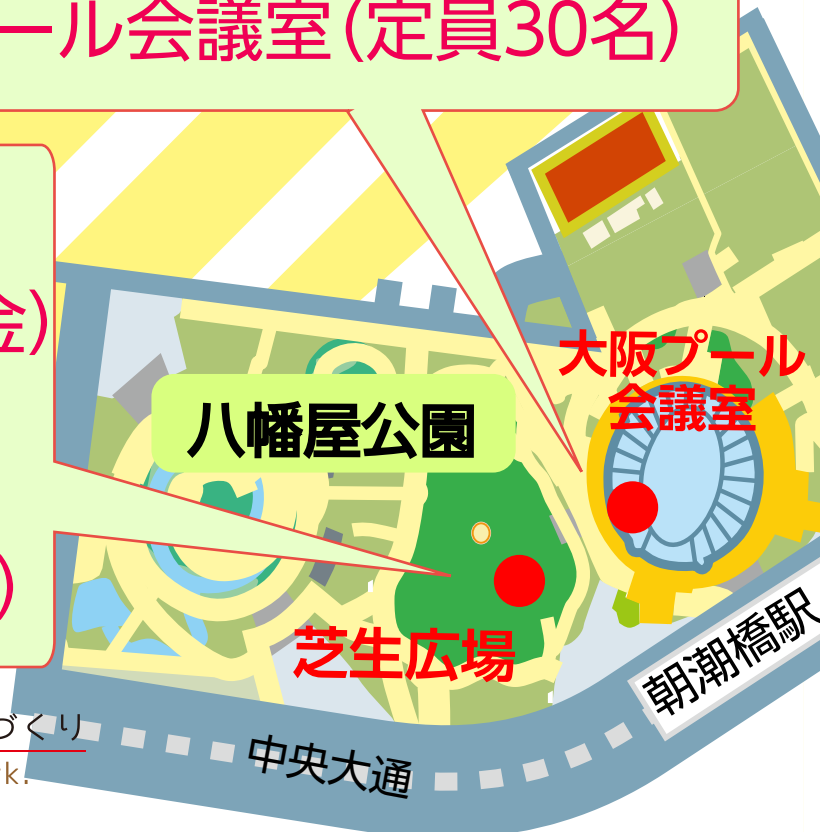 ール会議室（定員30名）
金）
）
大阪プール
会議室
八幡屋公園
芝生広場
朝潮橋駅
中央大通
づくり
k.